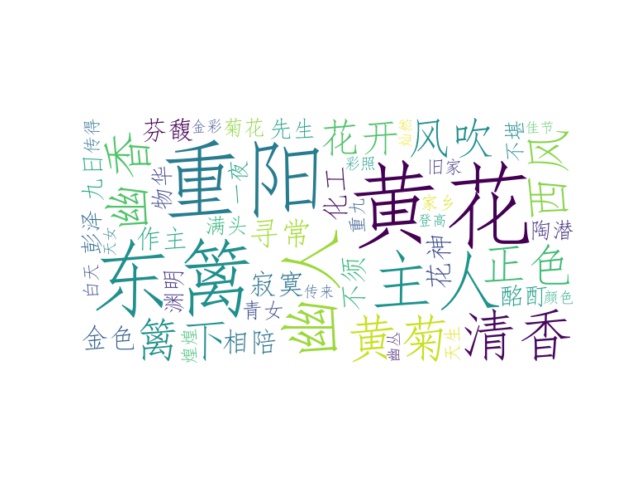 重阳
黄花
东篱
主人
幽人
清香
幽香
西风
风吹
花开
篱下
黄菊
正色
芬馥
金彩
菊花
先生
不堪
佳节
九日
传得
物华
一夜
化工
彩照
旧家
家乡
重九
登高
陶潜
彭泽
天女
白天
作主
满头
寻常
花神
渊明
寂寞
传来
不须
酩酊
颜色
青女
金色
煌煌
相陪
幽丛
天生